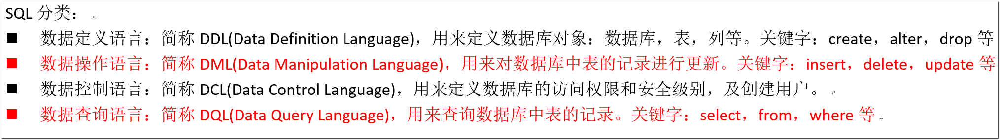 SQL 分类：
■ 数据定义语言：简称 DDL(Data Definition Language)，用来定义数据库对象：数据库，表，列等。关键字：create，alter，drop 等
■ 数据操作语言：简称 DML(Data Manipulation Language)，用来对数据库中表的记录进行更新。关键字：insert，delete，update 等
■ 数据控制语言：简称 DCL(Data Control Language)，用来定义数据库的访问权限和安全级别，及创建用户。
■ 数据查询语言：简称 DQL(Data Query Language)，用来查询数据库中表的记录。关键字：select，from，where 等